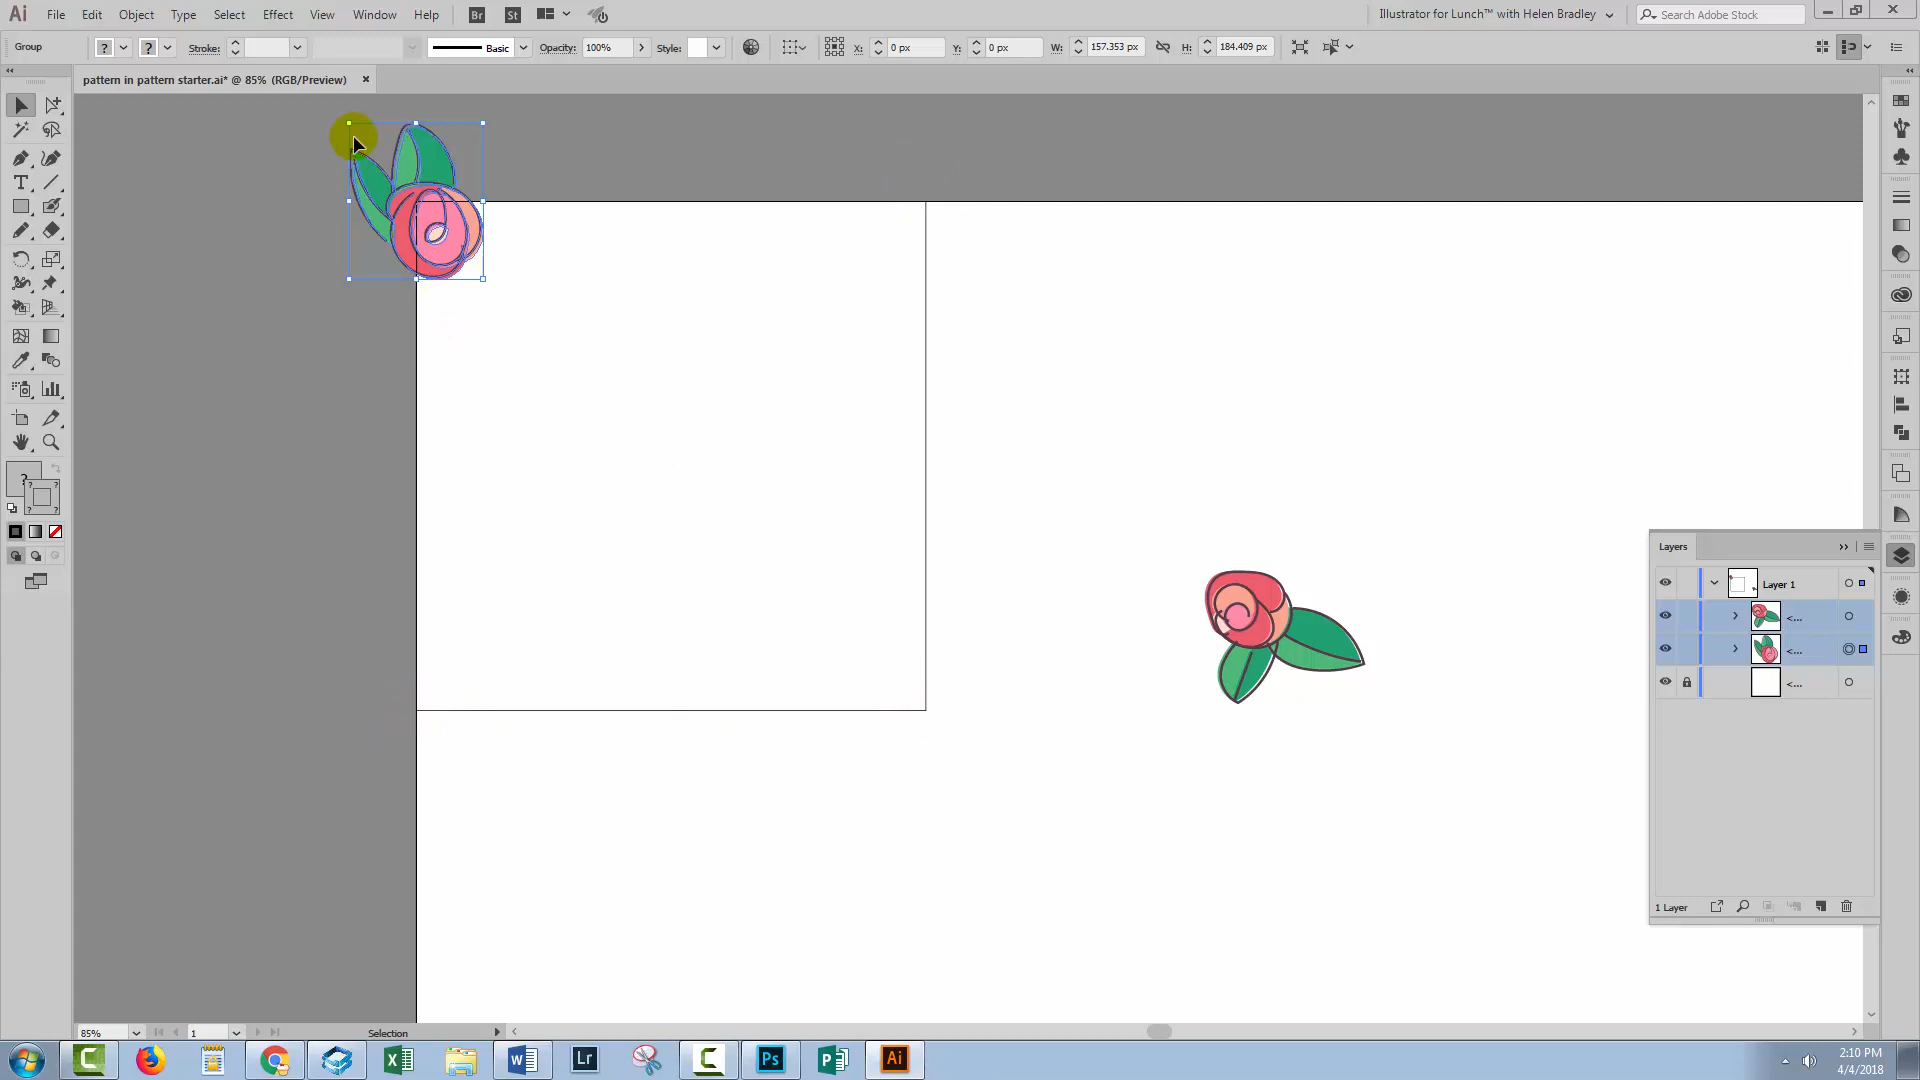 Ai File Edit Object Type Select Effect View Window Help Br St Illustrator for Lunch™ with Helen Bradley Search Adobe Stock
Group ? ? Stroke: Basic Opacity: 100% Style: X: 0 px Y: 0 px W: 157.353 px H: 184.409 px
pattern in pattern starter.ai* @ 85% (RGB/Preview) ×
Layers
Layer 1
<...
<...
<...
1 Layer
85% 1 Selection
Lr Ps Ai
2:10 PM
4/4/2018